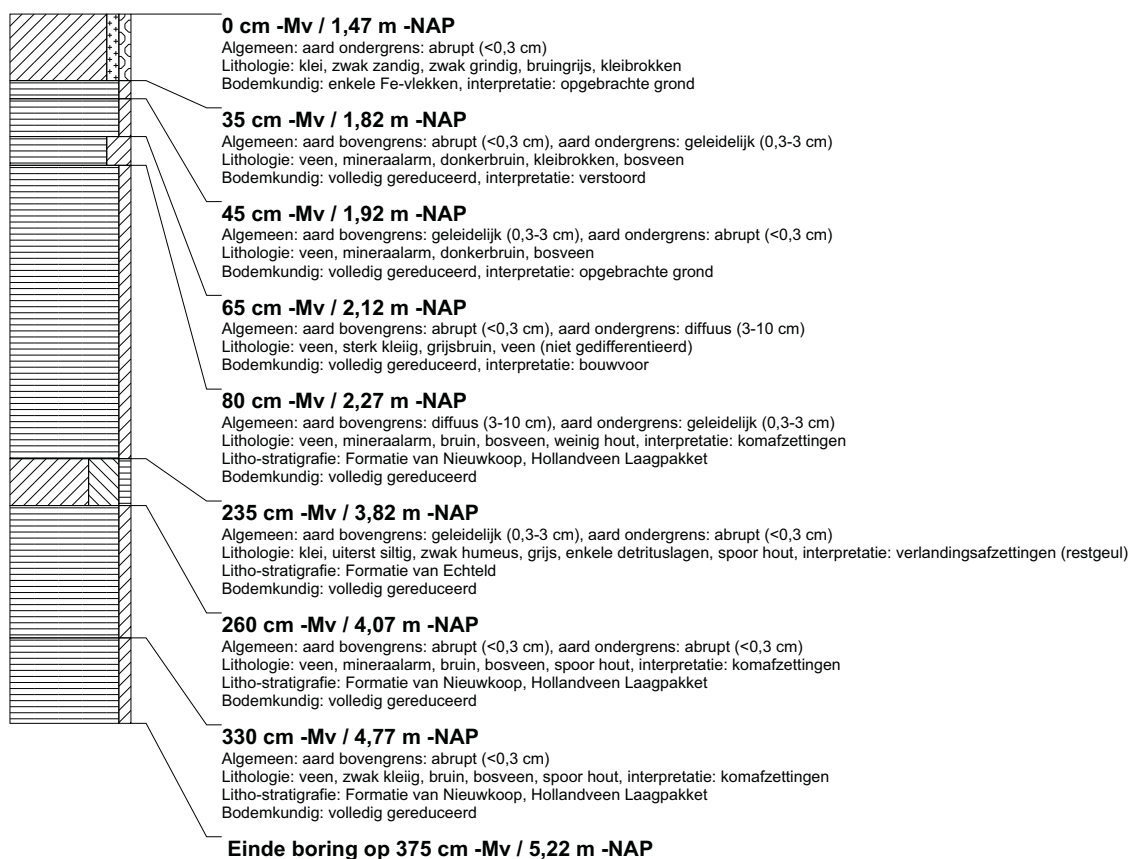 0 cm -Mv / 1,47 m -NAP
Algemeen: aard ondergrens: abrupt (<0,3 cm)
Lithologie: klei, zwak zandig, zwak grindig, bruingrijs, kleibrokken
Bodemkundig: enkele Fe-vlekken, interpretatie: opgebrachte grond
35 cm -Mv / 1,82 m -NAP
Algemeen: aard bovengrens: abrupt (<0,3 cm), aard ondergrens: geleidelijk (0,3-3 cm)
Lithologie: veen, mineraalarm, donkerbruin, kleibrokken, bosveen
Bodemkundig: volledig gereduceerd, interpretatie: verstoord
45 cm -Mv / 1,92 m -NAP
Algemeen: aard bovengrens: geleidelijk (0,3-3 cm), aard ondergrens: abrupt (<0,3 cm)
Lithologie: veen, mineraalarm, donkerbruin, bosveen
Bodemkundig: volledig gereduceerd, interpretatie: opgebrachte grond
65 cm -Mv / 2,12 m -NAP
Algemeen: aard bovengrens: abrupt (<0,3 cm), aard ondergrens: diffuus (3-10 cm)
Lithologie: veen, sterk kleiig, grijsbruin, veen (niet gedifferentieerd)
Bodemkundig: volledig gereduceerd, interpretatie: bouwvoor
80 cm -Mv / 2,27 m -NAP
Algemeen: aard bovengrens: diffuus (3-10 cm), aard ondergrens: geleidelijk (0,3-3 cm)
Lithologie: veen, mineraalarm, bruin, bosveen, weinig hout, interpretatie: komafzettingen
Litho-stratigrafie: Formatie van Nieuwkoop, Hollandveen Laagpakket
Bodemkundig: volledig gereduceerd
235 cm -Mv / 3,82 m -NAP
Algemeen: aard bovengrens: geleidelijk (0,3-3 cm), aard ondergrens: abrupt (<0,3 cm)
Lithologie: klei, uiterst siltig, zwak humeus, grijs, enkele detrituslagen, spoor hout, interpretatie: verlandingsafzettingen (restgeul)
Litho-stratigrafie: Formatie van Echteld
Bodemkundig: volledig gereduceerd
260 cm -Mv / 4,07 m -NAP
Algemeen: aard bovengrens: abrupt (<0,3 cm), aard ondergrens: abrupt (<0,3 cm)
Lithologie: veen, mineraalarm, bruin, bosveen, spoor hout, interpretatie: komafzettingen
Litho-stratigrafie: Formatie van Nieuwkoop, Hollandveen Laagpakket
Bodemkundig: volledig gereduceerd
330 cm -Mv / 4,77 m -NAP
Algemeen: aard bovengrens: abrupt (<0,3 cm)
Lithologie: veen, zwak kleiig, bruin, bosveen, spoor hout, interpretatie: komafzettingen
Litho-stratigrafie: Formatie van Nieuwkoop, Hollandveen Laagpakket
Bodemkundig: volledig gereduceerd
Einde boring op 375 cm -Mv / 5,22 m -NAP